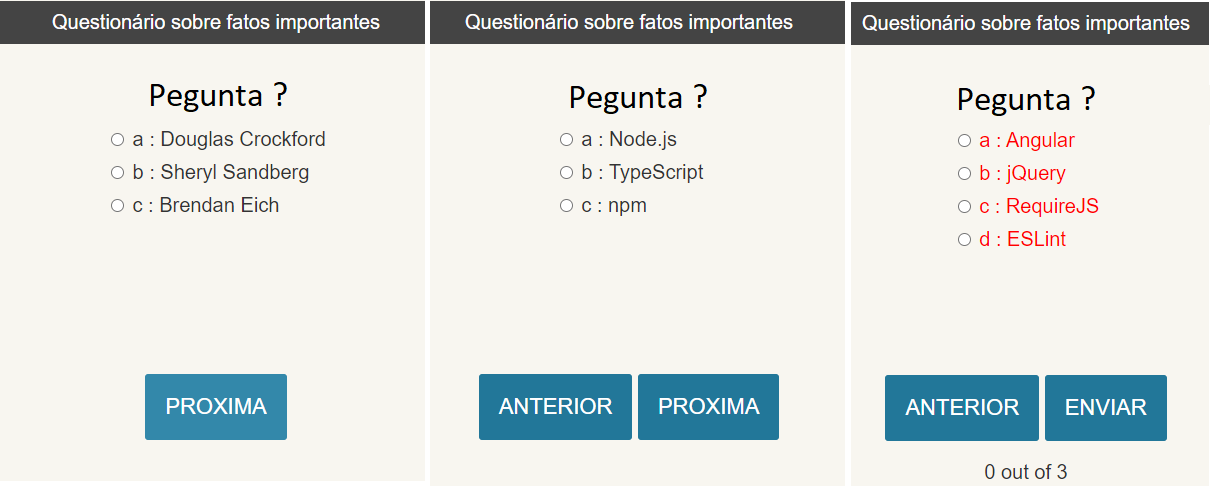 Questionário sobre fatos importantes
Pegunta ?
a : Douglas Crockford
b : Sheryl Sandberg
c : Brendan Eich
PROXIMA
Questionário sobre fatos importantes
Pegunta ?
a : Node.js
b : TypeScript
c : npm
ANTERIOR
PROXIMA
Questionário sobre fatos importantes
Pegunta ?
a : Angular
b : jQuery
c : RequireJS
d : ESLint
ANTERIOR
ENVIAR
0 out of 3